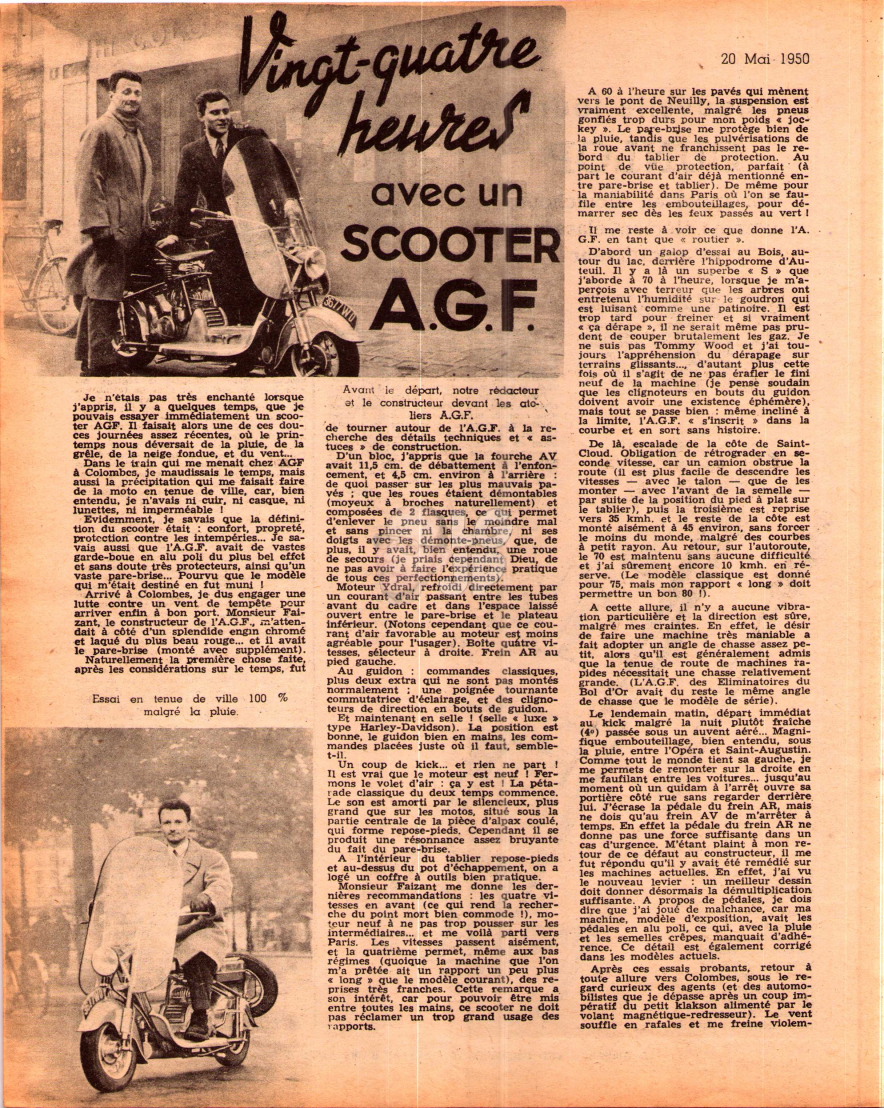 Vingt-quatre
heures
avec un
SCOOTER
A.G.F.
20 Mai 1950
Avant le départ, notre rédacteur
et le constructeur devant les ate-
liers A.G.F.
Je n'étais pas très enchanté lorsque
j'appris, il y a quelques temps, que je
pouvais essayer immédiatement un scoo-
ter AGF. Il faisait alors une de ces dou-
ces journées assez récentes, où le prin-
temps nous déversait de la pluie, de la
grêle, de la neige fondue, et du vent...
Dans le train qui me menait chez AGF
à Colombes, je maudissais le temps, mais
aussi la précipitation qui me faisait faire
de la moto en tenue de ville, car, bien
entendu, je n'avais ni cuir, ni casque, ni
lunettes, ni imperméable !
Evidemment, je savais que la défini-
tion du scooter était : confort, propreté,
protection contre les intempéries... Je sa-
vais aussi que l'A.G.F. avait de vastes
garde-boue en alu poli du plus bel effet
et sans doute très protecteurs, ainsi qu'un
vaste pare-brise... Pourvu que le modèle
qui m'était destiné en fut muni !
Arrivé à Colombes, je dus engager une
lutte contre un vent de tempête pour
arriver enfin à bon port. Monsieur Fai-
zant, le constructeur de l'A.G.F., m'atten-
dait à côté d'un splendide engin chromé
et laqué du plus beau rouge... et il avait
le pare-brise (monté avec supplément).
Naturellement la première chose faite,
après les considérations sur le temps, fut
Essai en tenue de ville 100 %
malgré la pluie.
de tourner autour de l'A.G.F. à la re-
cherche des détails techniques et « as-
tuces » de construction.
D'un bloc, j'appris que la fourche AV
avait 11,5 cm. de débattement à l'enfon-
cement, et 4,5 cm. environ à l'arrière :
de quoi passer sur les plus mauvais pa-
vés ; que les roues étaient démontables
(moyeux à broches naturellement) et
composées de 2 flasques, ce qui permet
d'enlever le pneu sans le moindre mal
et sans pincer ni la chambre, ni ses
doigts avec les démonte-pneus, que, de
plus, il y avait, bien entendu, une roue
de secours (je priais cependant Dieu, de
ne pas avoir à faire l'expérience pratique
de tous ces perfectionnements).
Moteur Ydral, refroidi directement par
un courant d'air passant entre les tubes
avant du cadre et dans l'espace laissé
ouvert entre le pare-brise et le plateau
inférieur. (Notons cependant que ce cou-
rant d'air favorable au moteur est moins
agréable pour l'usager). Boîte quatre vi-
tesses, sélecteur à droite. Frein AR au
pied gauche.
Au guidon : commandes classiques,
plus deux extra qui ne sont pas montés
normalement ; une poignée tournante
commutatrice d'éclairage, et des cligno-
teurs de direction en bouts de guidon.
Et maintenant en selle ! (selle « luxe »
type Harley-Davidson). La position est
bonne, le guidon bien en mains, les com-
mandes placées juste où il faut, semble-
t-il.
Un coup de kick... et rien ne part !
Il est vrai que le moteur est neuf ! Fer-
mons le volet d'air : ça y est ! La péta-
rade classique du deux temps commence.
Le son est amorti par le silencieux, plus
grand que sur les motos, situé sous la
partie centrale de la pièce d'alpax coulé,
qui forme repose-pieds. Cependant il se
produit une résonnance assez bruyante
du fait du pare-brise.
A l'intérieur du tablier repose-pieds
et au-dessus du pot d'échappement, on a
logé un coffre à outils bien pratique.
Monsieur Faizant me donne les der-
nières recommandations : les quatre vi-
tesses en avant (ce qui rend la recher-
che du point mort bien commode !), mo-
teur neuf à ne pas trop pousser sur les
intermédiaires... et me voilà parti vers
Paris. Les vitesses passent aisément,
et la quatrième permet, même aux bas
régimes (quoique la machine que l'on
m'a prêtée ait un rapport un peu plus
« long » que le modèle courant), des re-
prises très franches. Cette remarque a
son intérêt, car pour pouvoir être mis
entre toutes les mains, ce scooter ne doit
pas réclamer un trop grand usage des
rapports.
A 60 à l'heure sur les pavés qui mènent
vers le pont de Neuilly, la suspension est
vraiment excellente, malgré les pneus
gonflés trop durs pour mon poids « joc-
key ». Le pare-brise me protège bien de
la pluie, tandis que les pulvérisations de
la roue avant ne franchissent pas le re-
bord du tablier de protection. Au
point de vue protection, parfait (à
part le courant d'air déjà mentionné en-
tre pare-brise et tablier). De même pour
la maniabilité dans Paris où l'on se fau-
file entre les embouteillages, pour dé-
marrer sec dès les feux passés au vert !
Il me reste à voir ce que donne l'A.
G.F. en tant que « routier ».
D'abord un galop d'essai au Bois, au-
tour du lac, derrière l'hippodrome d'Au-
teuil. Il y a là un superbe « S » que
j'aborde à 70 à l'heure, lorsque je m'a-
perçois avec terreur que les arbres ont
entretenu l'humidité sur le goudron qui
est luisant comme une patinoire. Il est
trop tard pour freiner et si vraiment
« ça dérape », il ne serait même pas pru-
dent de couper brutalement les gaz. Je
ne suis pas Tommy Wood et j'ai tou-
jours l'appréhension du dérapage sur
terrains glissants..., d'autant plus cette
fois où il s'agit de ne pas érafler le fini
neuf de la machine (je pense soudain
que les clignoteurs en bouts du guidon
doivent avoir une existence éphémère),
mais tout se passe bien : même incliné à
la limite, l'A.G.F. « s'inscrit » dans la
courbe et en sort sans histoire.
De là, escalade de la côte de Saint-
Cloud. Obligation de rétrograder en se-
conde vitesse, car un camion obstrue la
route (il est plus facile de descendre les
vitesses — avec le talon — que de les
monter — avec l'avant de la semelle —
par suite de la position du pied à plat sur
le tablier), puis la troisième est reprise
vers 35 kmh. et le reste de la côte est
monté aisément à 45 environ, sans forcer
le moins du monde, malgré des courbes
à petit rayon. Au retour, sur l'autoroute,
le 70 est maintenu sans aucune difficulté
et j'ai sûrement encore 10 kmh. en ré-
serve. (Le modèle classique est donné
pour 75, mais mon rapport « long » doit
permettre un bon 80 !).
A cette allure, il n'y a aucune vibra-
tion particulière et la direction est sûre,
malgré mes craintes. En effet, le désir
de faire une machine très maniable a
fait adopter un angle de chasse assez pe-
tit, alors qu'il est généralement admis
que la tenue de route de machines ra-
pides nécessitait une chasse relativement
grande. (L'A.G.F. des Eliminatoires du
Bol d'Or avait du reste le même angle
de chasse que le modèle de série).
Le lendemain matin, départ immédiat
au kick malgré la nuit plutôt fraîche
(4°) passée sous un auvent aéré... Magni-
fique embouteillage, bien entendu, sous
la pluie, entre l'Opéra et Saint-Augustin.
Comme tout le monde tient sa gauche, je
me permets de remonter sur la droite en
me faufilant entre les voitures... jusqu'au
moment où un quidam à l'arrêt ouvre sa
portière côté rue sans regarder derrière
lui. J'écrase la pédale du frein AR, mais
ne dois qu'au frein AV de m'arrêter à
temps. En effet la pédale du frein AR ne
donne pas une force suffisante dans un
cas d'urgence. M'étant plaint à mon re-
tour de ce défaut au constructeur, il me
fut répondu qu'il y avait été remédié sur
les machines actuelles. En effet, j'ai vu
le nouveau levier : un meilleur dessin
doit donner désormais la démultiplication
suffisante. A propos de pédales, je dois
dire que j'ai joué de malchance, car ma
machine, modèle d'exposition, avait les
pédales en alu poli, ce qui, avec la pluie
et les semelles crêpes, manquait d'adhé-
rence. Ce détail est également corrigé
dans les modèles actuels.
Après ces essais probants, retour à
toute allure vers Colombes, sous le re-
gard curieux des agents (et des automo-
bilistes que je dépasse après un coup im-
pératif du petit klakson alimenté par le
volant magnétique-redresseur). Le vent
souffle en rafales et me freine violem-